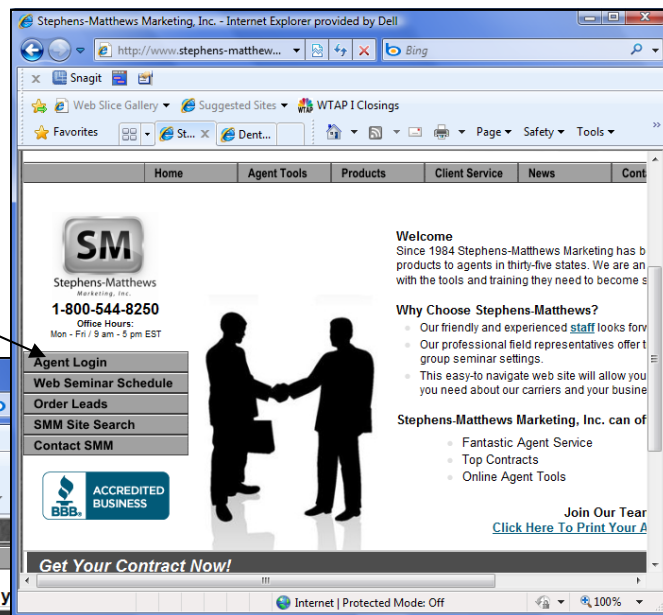 Stephens-Matthews Marketing, Inc. - Internet Explorer provided by Dell
http://www.stephens-matthew...
Bing
x Snagit
Web Slice Gallery Suggested Sites WTAP I Closings
Favorites St... x Dent... Page Safety Tools »
Home Agent Tools Products Client Service News Cont
SM
Stephens-Matthews
Marketing, Inc.
1-800-544-8250
Office Hours:
Mon - Fri / 9 am - 5 pm EST
Agent Login
Web Seminar Schedule
Order Leads
SMM Site Search
Contact SMM
BBB. ACCREDITED
BUSINESS
Welcome
Since 1984 Stephens-Matthews Marketing has b
products to agents in thirty-five states. We are an
with the tools and training they need to become s
Why Choose Stephens-Matthews?
Our friendly and experienced staff looks forw
Our professional field representatives offer t
group seminar settings.
This easy-to navigate web site will allow you
you need about our carriers and your busine
Stephens-Matthews Marketing, Inc. can of
Fantastic Agent Service
Top Contracts
Online Agent Tools
Join Our Tear
Click Here To Print Your A
Get Your Contract Now!
y
Internet | Protected Mode: Off 100%